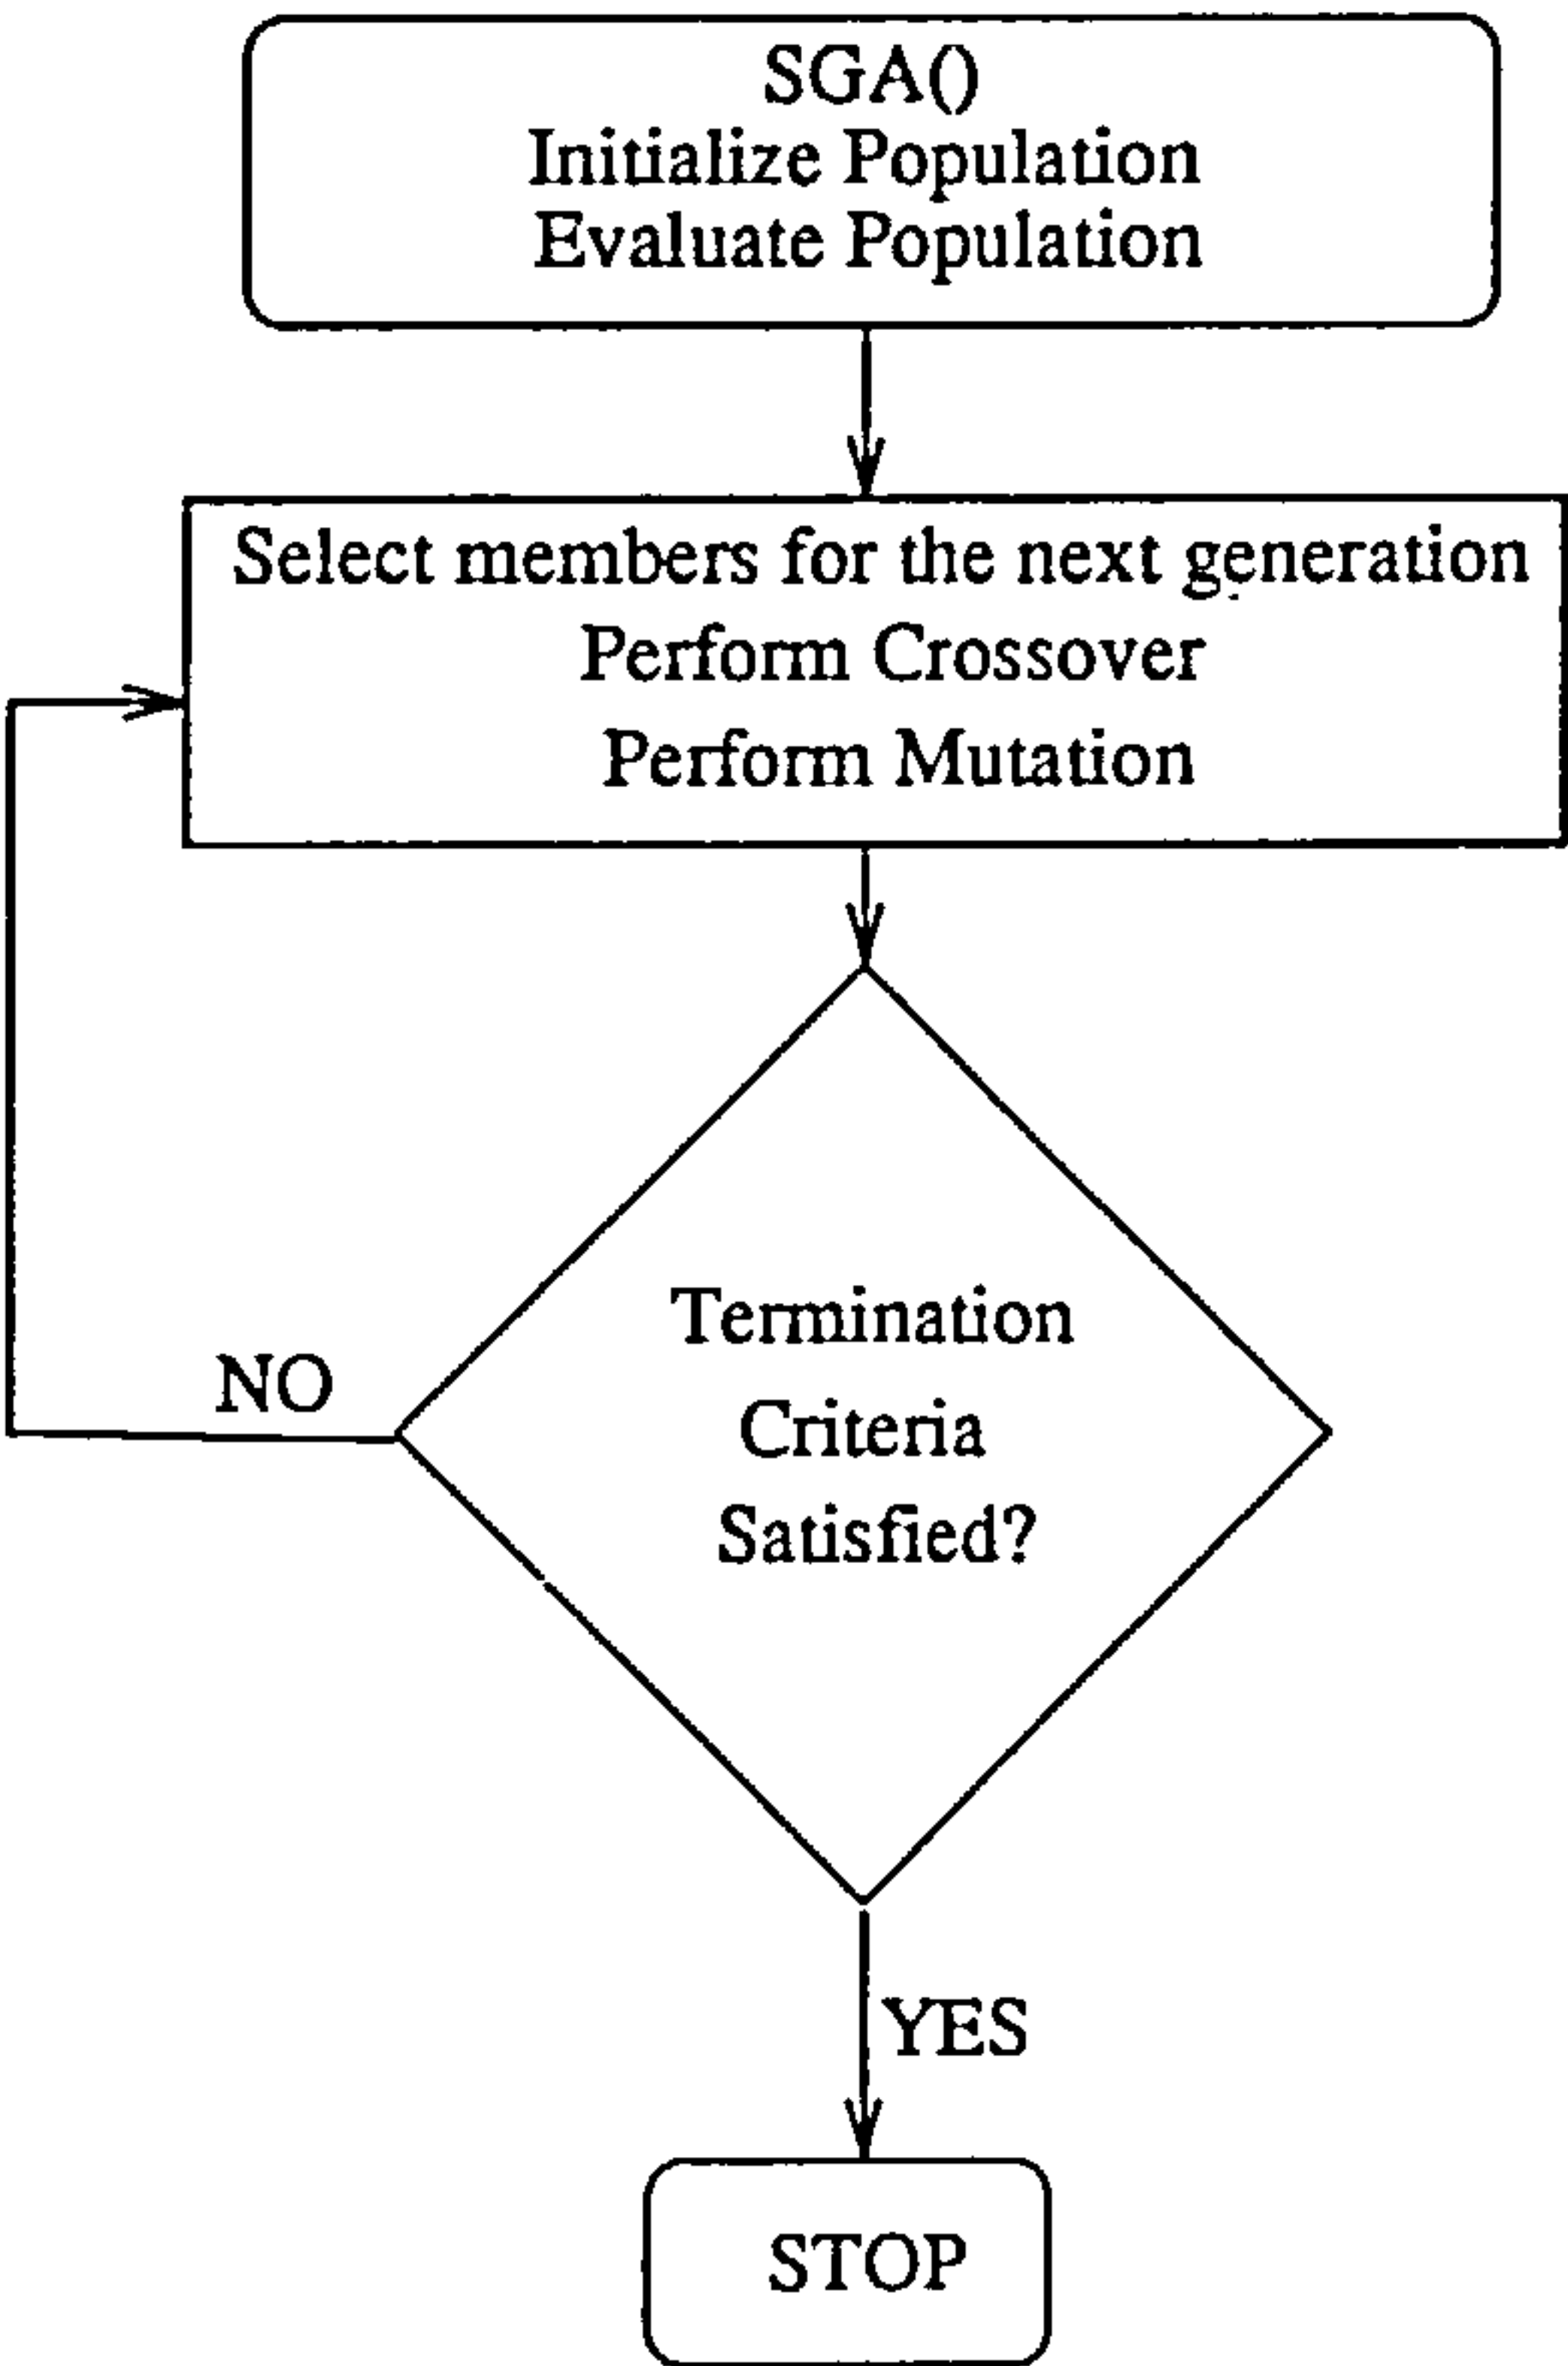 SGA()
Initialize Population
Evaluate Population
Select members for the next generation
Perform Crossover
Perform Mutation
Termination
Criteria
Satisfied?
NO
YES
STOP